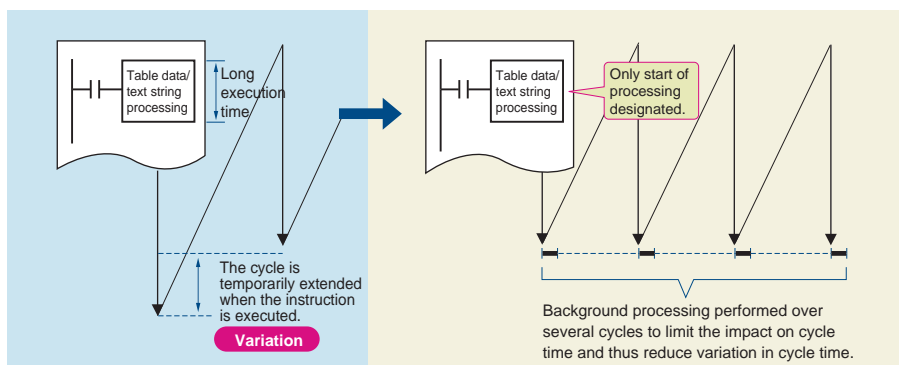 Table data/
text string
processing
Long
execution
time
The cycle is
temporarily extended
when the instruction
is executed.
Variation
Table data/
text string
processing
Only start of
processing
designated.
Background processing performed over
several cycles to limit the impact on cycle
time and thus reduce variation in cycle time.